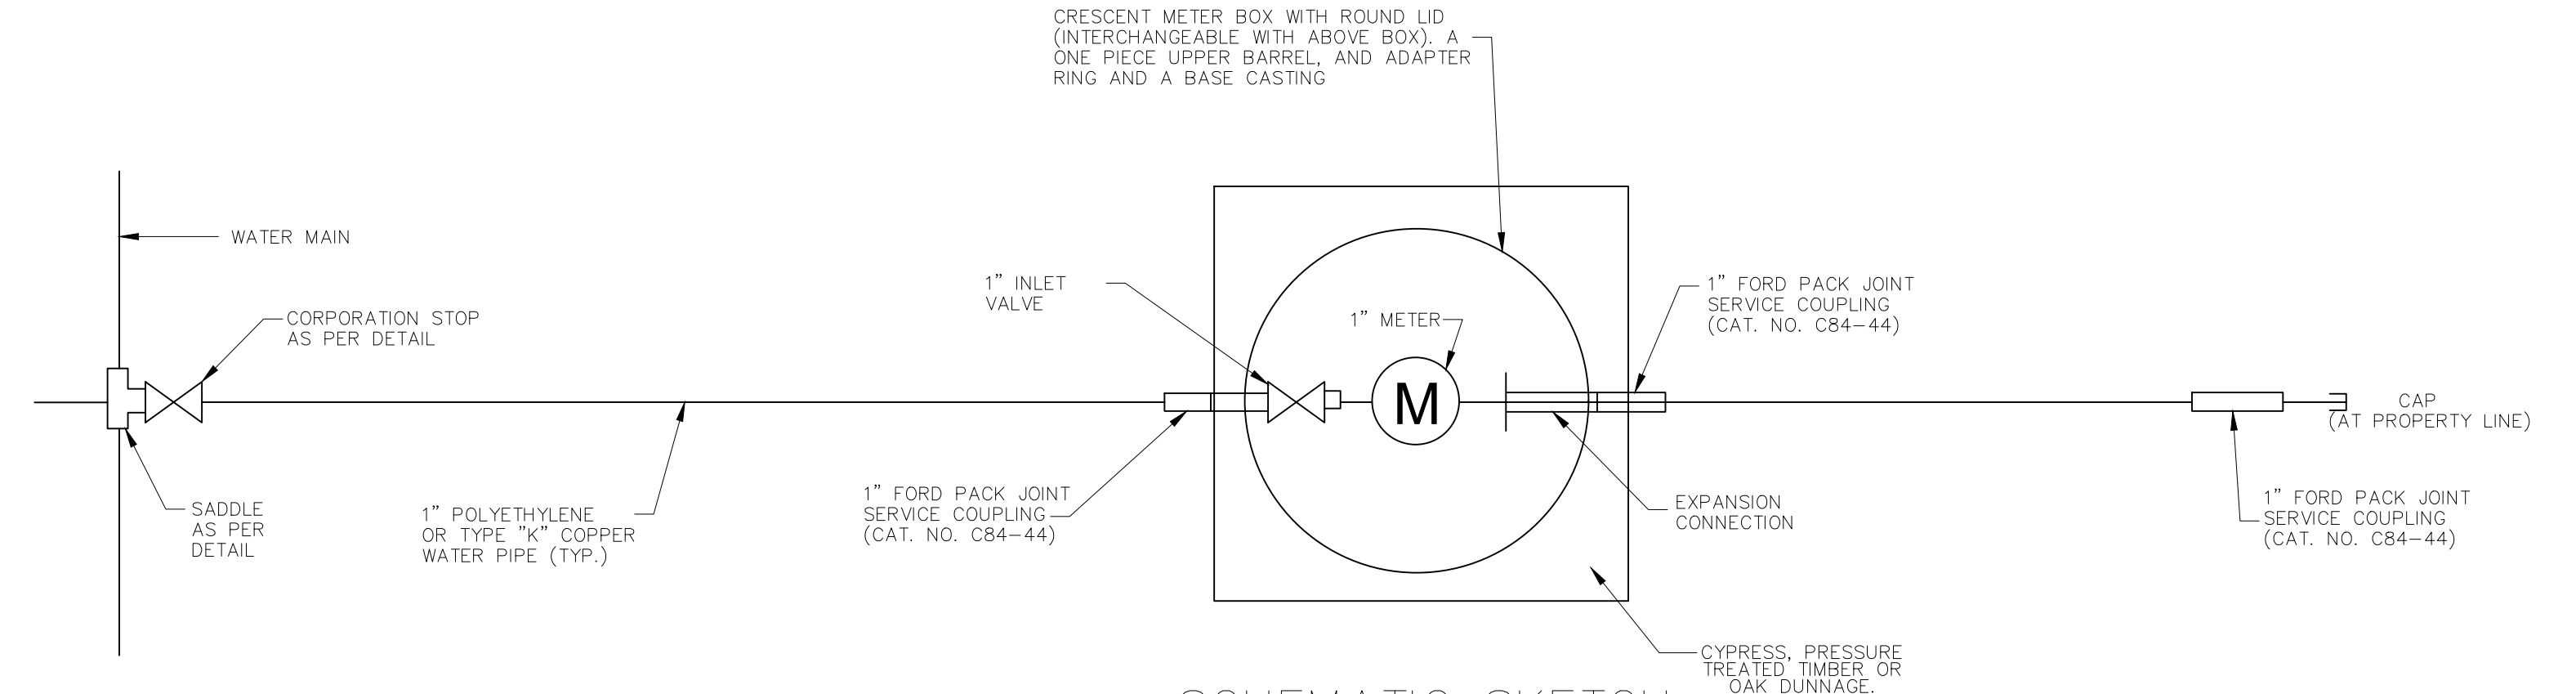 CRESCENT METER BOX WITH ROUND LID
(INTERCHANGEABLE WITH ABOVE BOX). A
ONE PIECE UPPER BARREL, AND ADAPTER
RING AND A BASE CASTING
WATER MAIN
CORPORATION STOP
AS PER DETAIL
1" INLET
VALVE
1" METER
M
1" FORD PACK JOINT
SERVICE COUPLING
(CAT. NO. C84-44)
CAP
(AT PROPERTY LINE)
SADDLE
AS PER
DETAIL
1" POLYETHYLENE
OR TYPE "K" COPPER
WATER PIPE (TYP.)
1" FORD PACK JOINT
SERVICE COUPLING
(CAT. NO. C84-44)
EXPANSION
CONNECTION
1" FORD PACK JOINT
SERVICE COUPLING
(CAT. NO. C84-44)
CYPRESS, PRESSURE
TREATED TIMBER OR
OAK DUNNAGE.
SCHEMATIC SKETCH